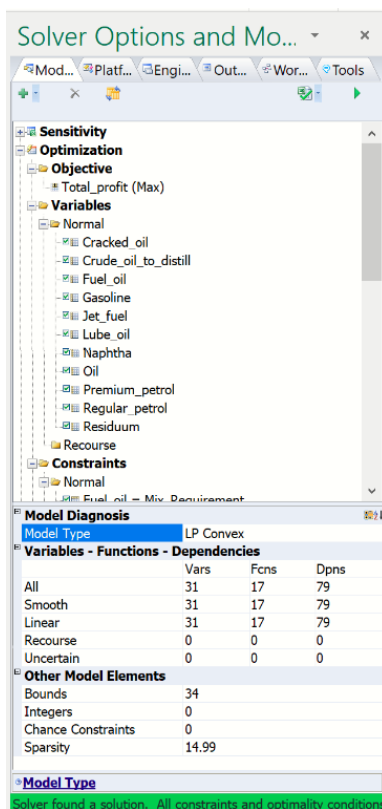 Solver Options and Mo...
Mod... Platf... Engi... Out... Wor... Tools
Sensitivity
Optimization
Objective
Total_profit (Max)
Variables
Normal
Cracked_oil
Crude_oil_to_distill
Fuel_oil
Gasoline
Jet_fuel
Lube_oil
Naphtha
Oil
Premium_petrol
Regular_petrol
Residuum
Recourse
Constraints
Normal
Fuel_oil = Mix_Requirement
Model Diagnosis
Model Type LP Convex
Variables - Functions - Dependencies
Vars Fcns Dpns
All 31 17 79
Smooth 31 17 79
Linear 31 17 79
Recourse 0 0 0
Uncertain 0 0 0
Other Model Elements
Bounds 34
Integers 0
Chance Constraints 0
Sparsity 14.99
Model Type
Solver found a solution. All constraints and optimality condition